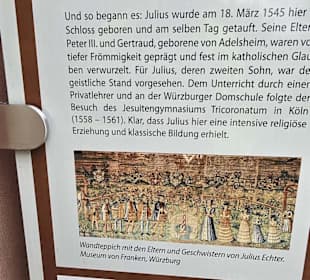 Und so begann es: Julius wurde am 18. März 1545 hier
Schloss geboren und am selben Tag getauft. Seine Elter
Peter III. und Gertraud, geborene von Adelsheim, waren vo
tiefer Frömmigkeit geprägt und fest im katholischen Glau
ben verwurzelt. Für Julius, deren zweiten Sohn, war de
geistliche Stand vorgesehen. Dem Unterricht durch einer
Privatlehrer und an der Würzburger Domschule folgte der
Besuch des Jesuitengymnasiums Tricoronatum in Köln
(1558 – 1561). Klar, dass Julius hier eine intensive religiöse
Erziehung und klassische Bildung erhielt.
Wandteppich mit den Eltern und Geschwistern von Julius Echter.
Museum von Franken, Würzburg